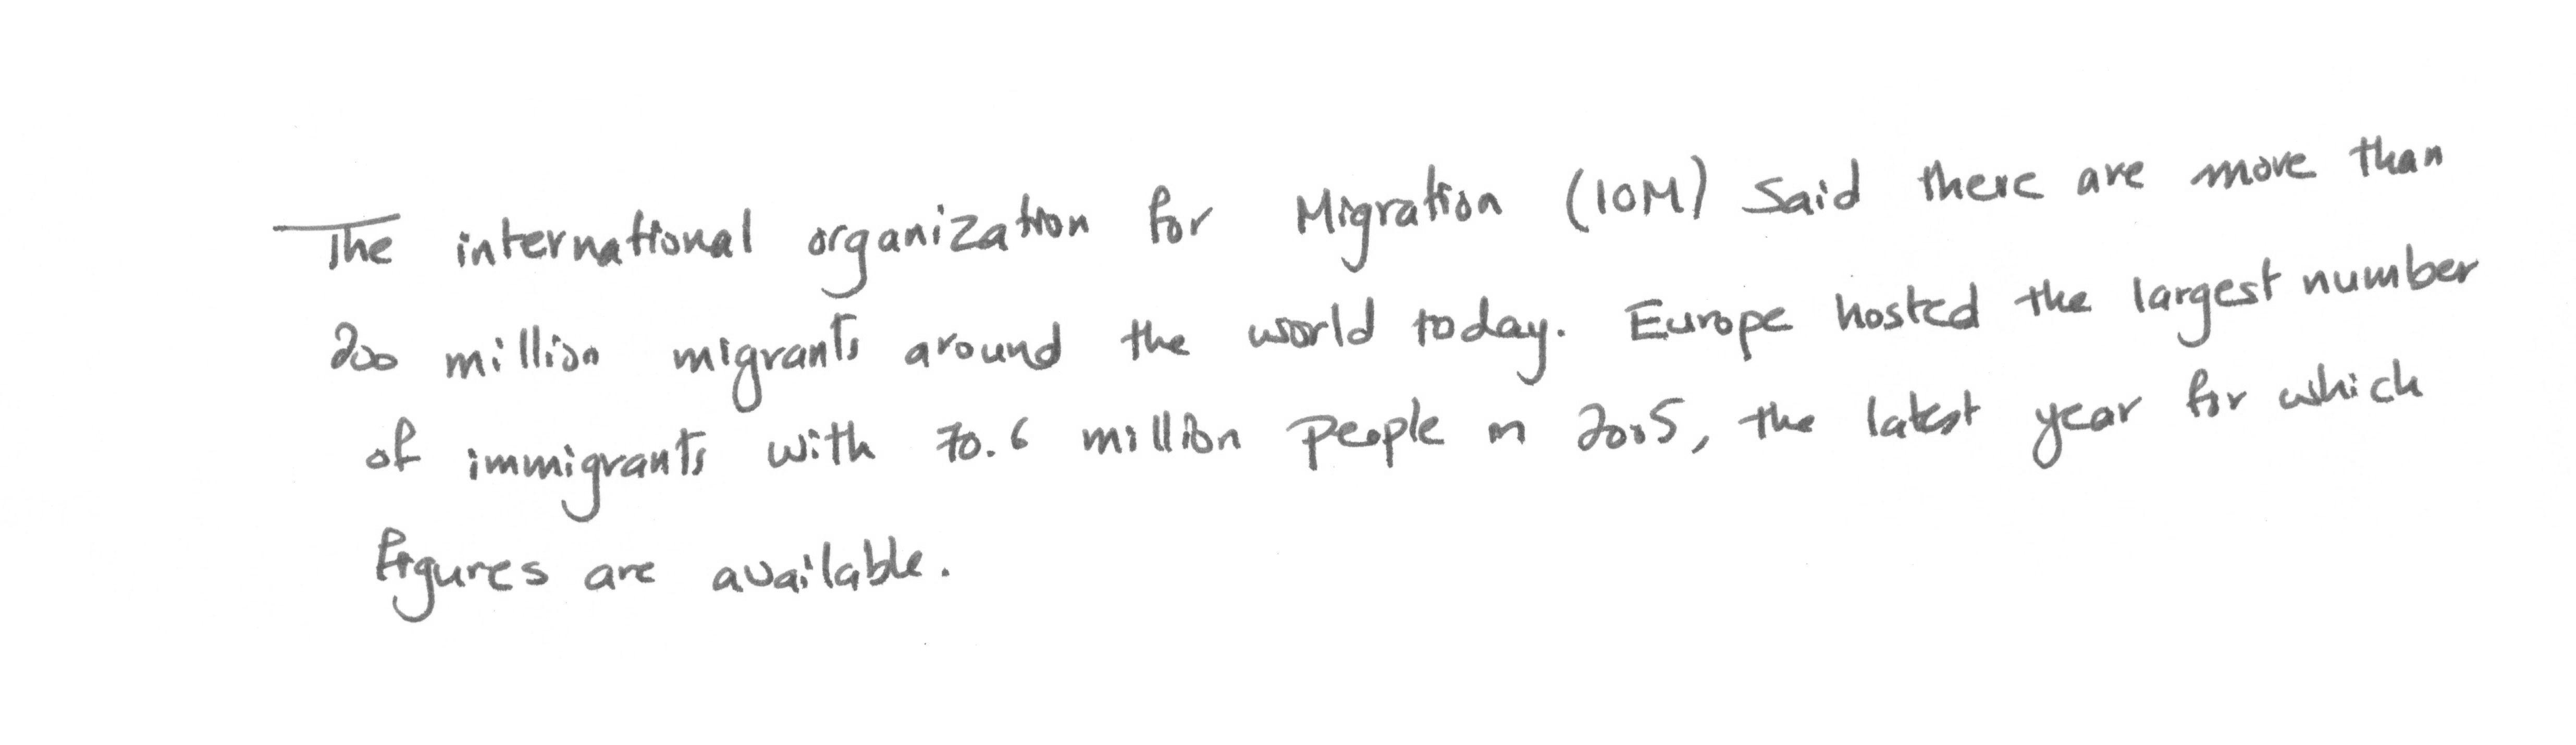 The international organization for Migration (IOM) said there are more than
200 million migrants around the world today. Europe hosted the largest number
of immigrants with 70.6 million people in 2005, the latest year for which
figures are available.